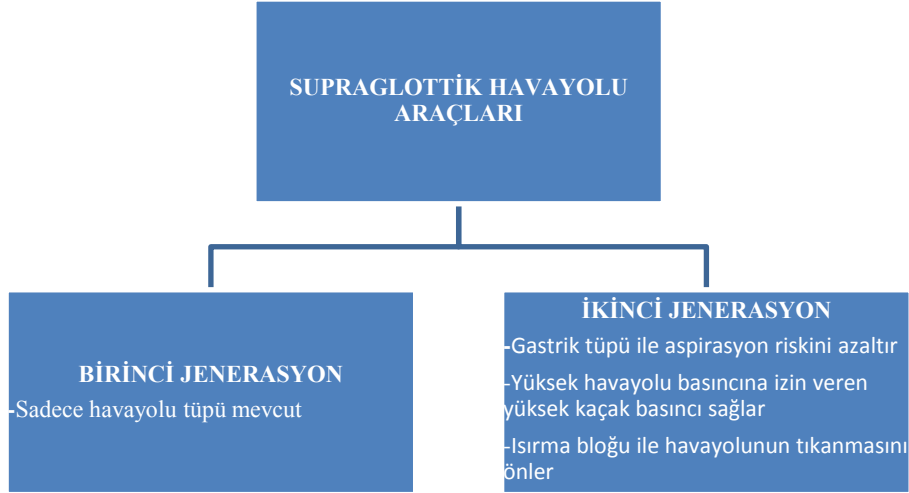 SUPRAGLOTTİK HAVAYOLU
ARAÇLARI
BİRİNCİ JENERASYON
-Sadece havayolu tüpü mevcut
İKİNCİ JENERASYON
-Gastrik tüpü ile aspirasyon riskini azaltır
-Yüksek havayolu basıncına izin veren
yüksek kaçak basıncı sağlar
-Isırma bloğu ile havayolunun tıkanmasını
önler